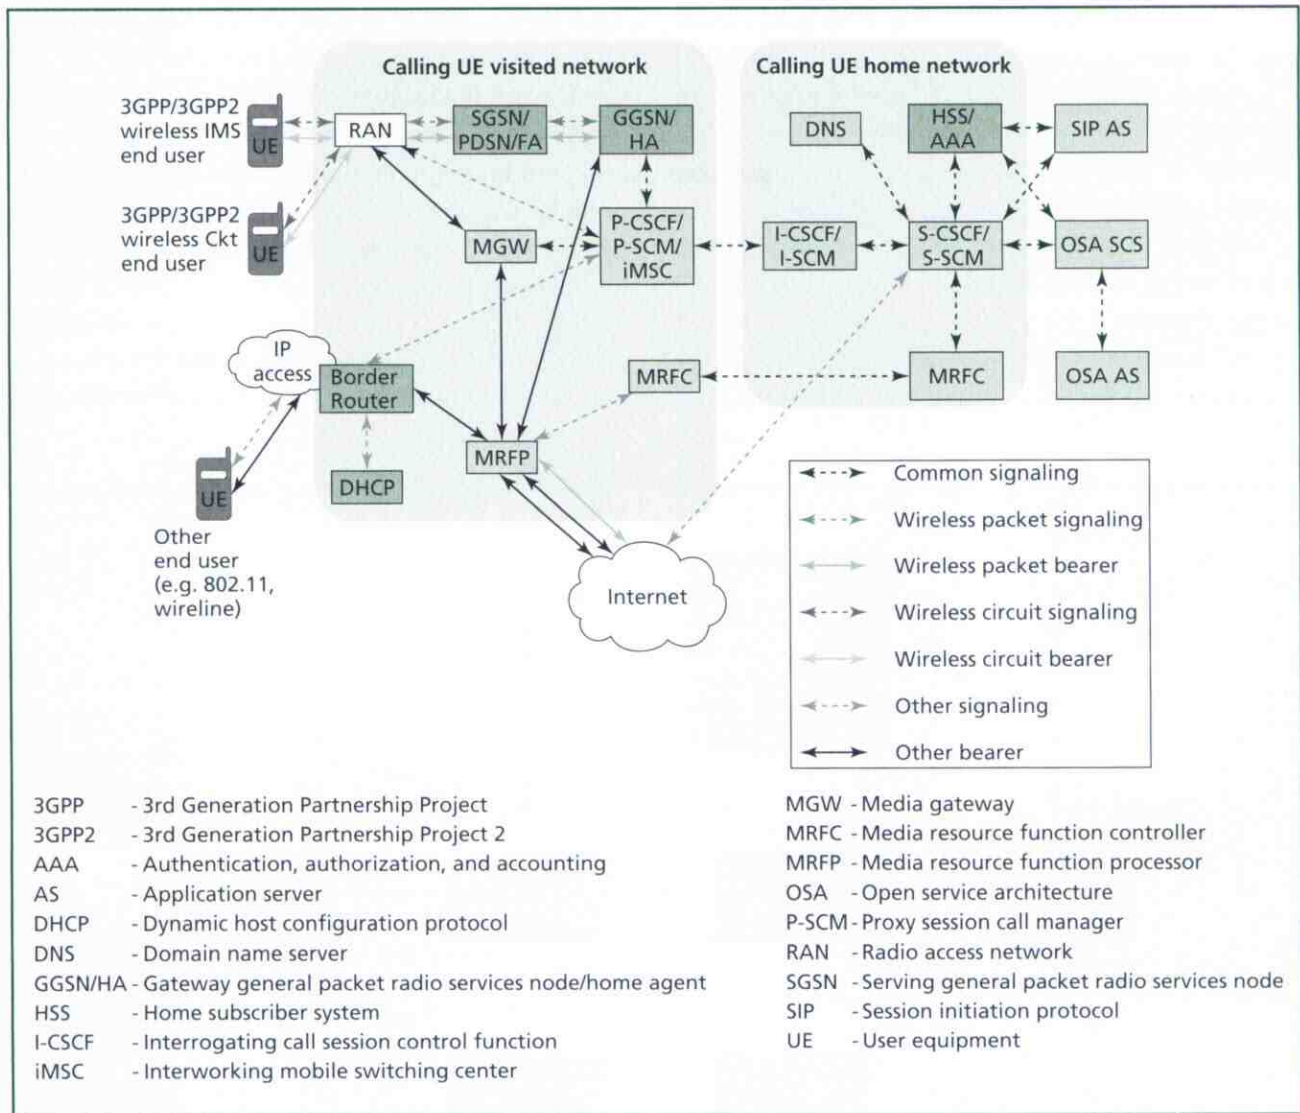 Calling UE visited network
Calling UE home network
3GPP/3GPP2
wireless IMS
end user
UE
RAN
SGSN/
PDSN/FA
GGSN/
HA
DNS
HSS/
AAA
SIP AS
3GPP/3GPP2
wireless Ckt
end user
UE
MGW
P-CSCF/
P-SCM/
iMSC
I-CSCF/
I-SCM
S-CSCF/
S-SCM
OSA SCS
IP
access
Border
Router
MRFC
MRFC
OSA AS
MRFP
DHCP
UE
Other
end user
(e.g. 802.11,
wireline)
Internet
Common signaling
Wireless packet signaling
Wireless packet bearer
Wireless circuit signaling
Wireless circuit bearer
Other signaling
Other bearer
3GPP - 3rd Generation Partnership Project
3GPP2 - 3rd Generation Partnership Project 2
AAA - Authentication, authorization, and accounting
AS - Application server
DHCP - Dynamic host configuration protocol
DNS - Domain name server
GGSN/HA - Gateway general packet radio services node/home agent
HSS - Home subscriber system
I-CSCF - Interrogating call session control function
iMSC - Interworking mobile switching center
MGW - Media gateway
MRFC - Media resource function controller
MRFP - Media resource function processor
OSA - Open service architecture
P-SCM - Proxy session call manager
RAN - Radio access network
SGSN - Serving general packet radio services node
SIP - Session initiation protocol
UE - User equipment